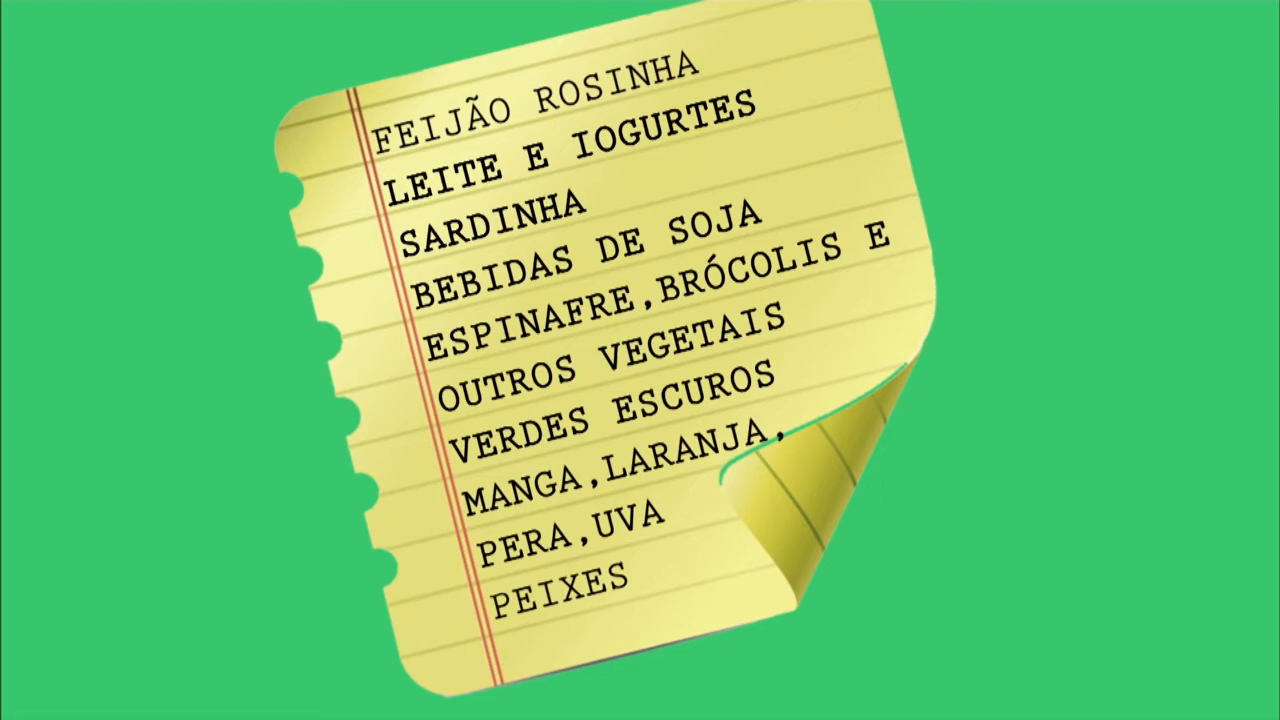 FEIJÃO ROSINHA
LEITE E IOGURTES
SARDINHA
BEBIDAS DE SOJA
ESPINAFRE,BRÓCOLIS E
OUTROS VEGETAIS
VERDES ESCUROS
MANGA,LARANJA,
PERA,UVA
PEIXES